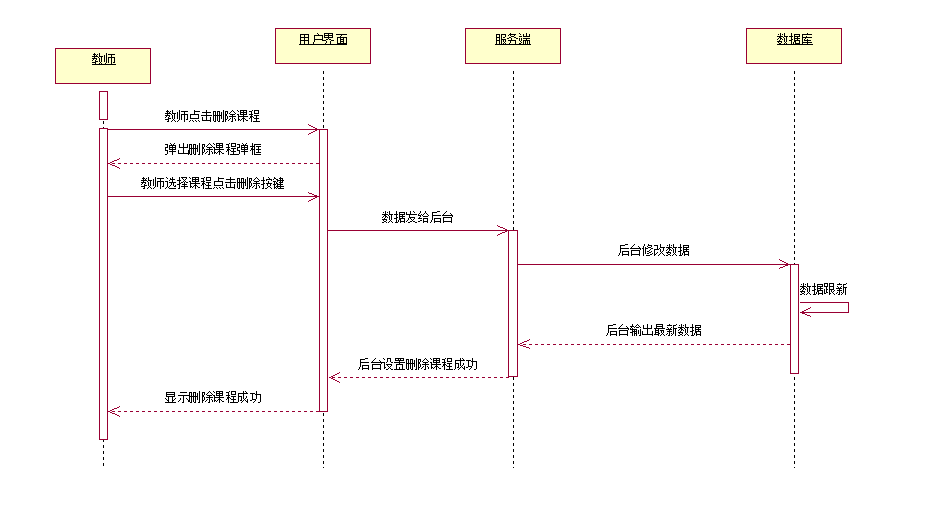 教师
用户界面
服务端
数据库
教师点击删除课程
弹出删除课程弹框
教师选择课程点击删除按键
数据发给后台
后台修改数据
数据跟新
后台输出最新数据
后台设置删除课程成功
显示删除课程成功